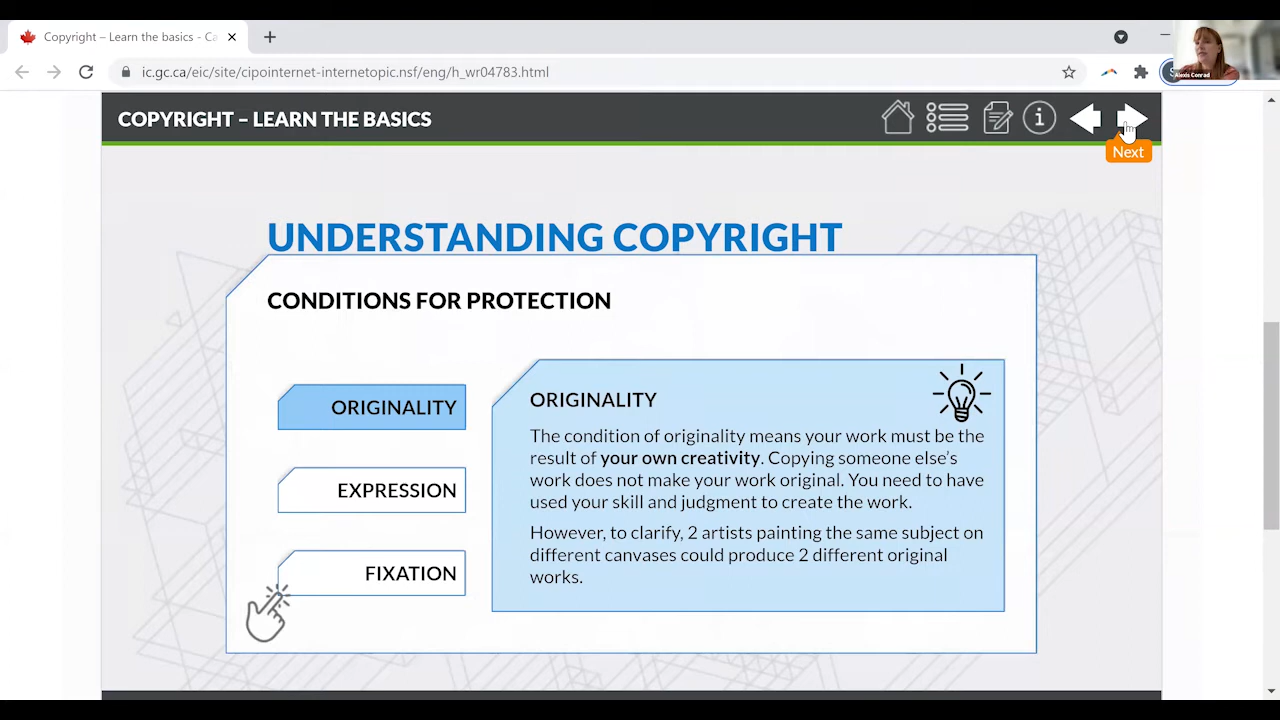 Copyright – Learn the basics - Ca
ic.gc.ca/eic/site/cipointernet-internetopic.nsf/eng/h_wr04783.html
Alexis Conrad
COPYRIGHT – LEARN THE BASICS
Next
UNDERSTANDING COPYRIGHT
CONDITIONS FOR PROTECTION
ORIGINALITY
EXPRESSION
FIXATION
ORIGINALITY
The condition of originality means your work must be the
result of your own creativity. Copying someone else's
work does not make your work original. You need to have
used your skill and judgment to create the work.
However, to clarify, 2 artists painting the same subject on
different canvases could produce 2 different original
works.